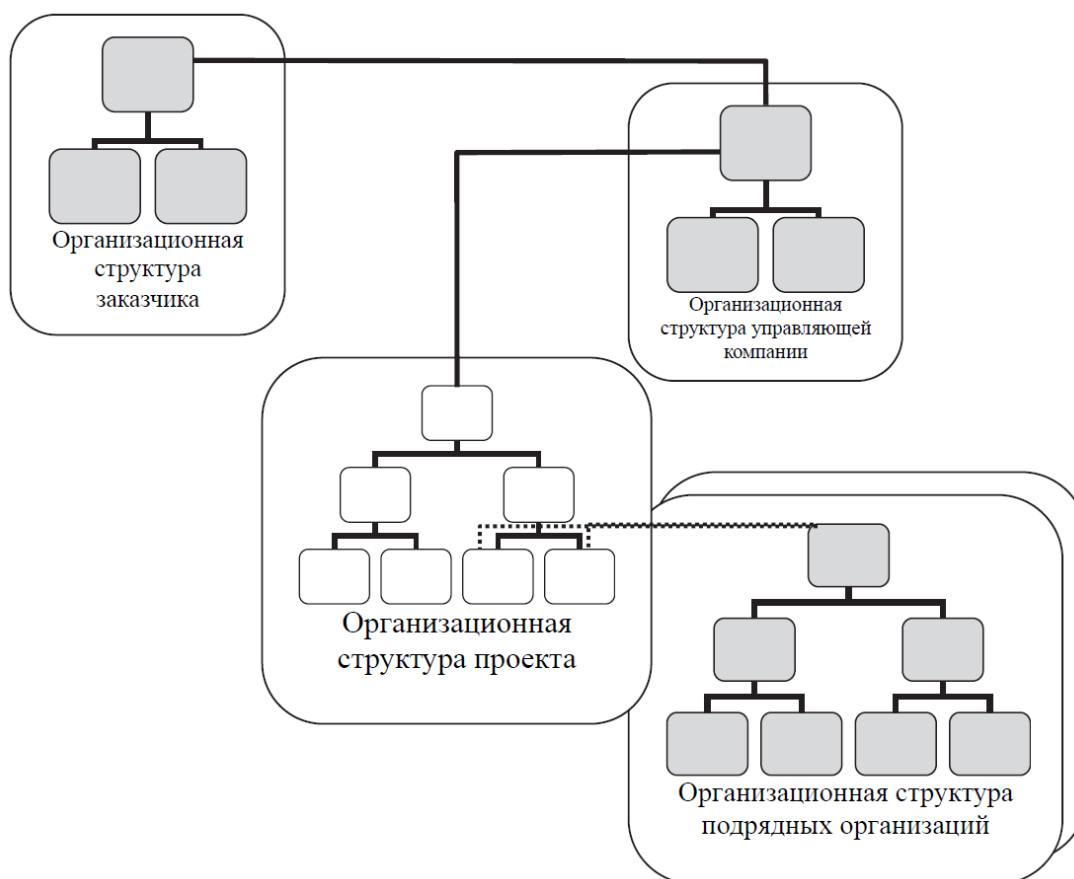 Организационная
структура
заказчика
Организационная
структура управляющей
компании
Организационная
структура проекта
Организационная структура
подрядных организаций